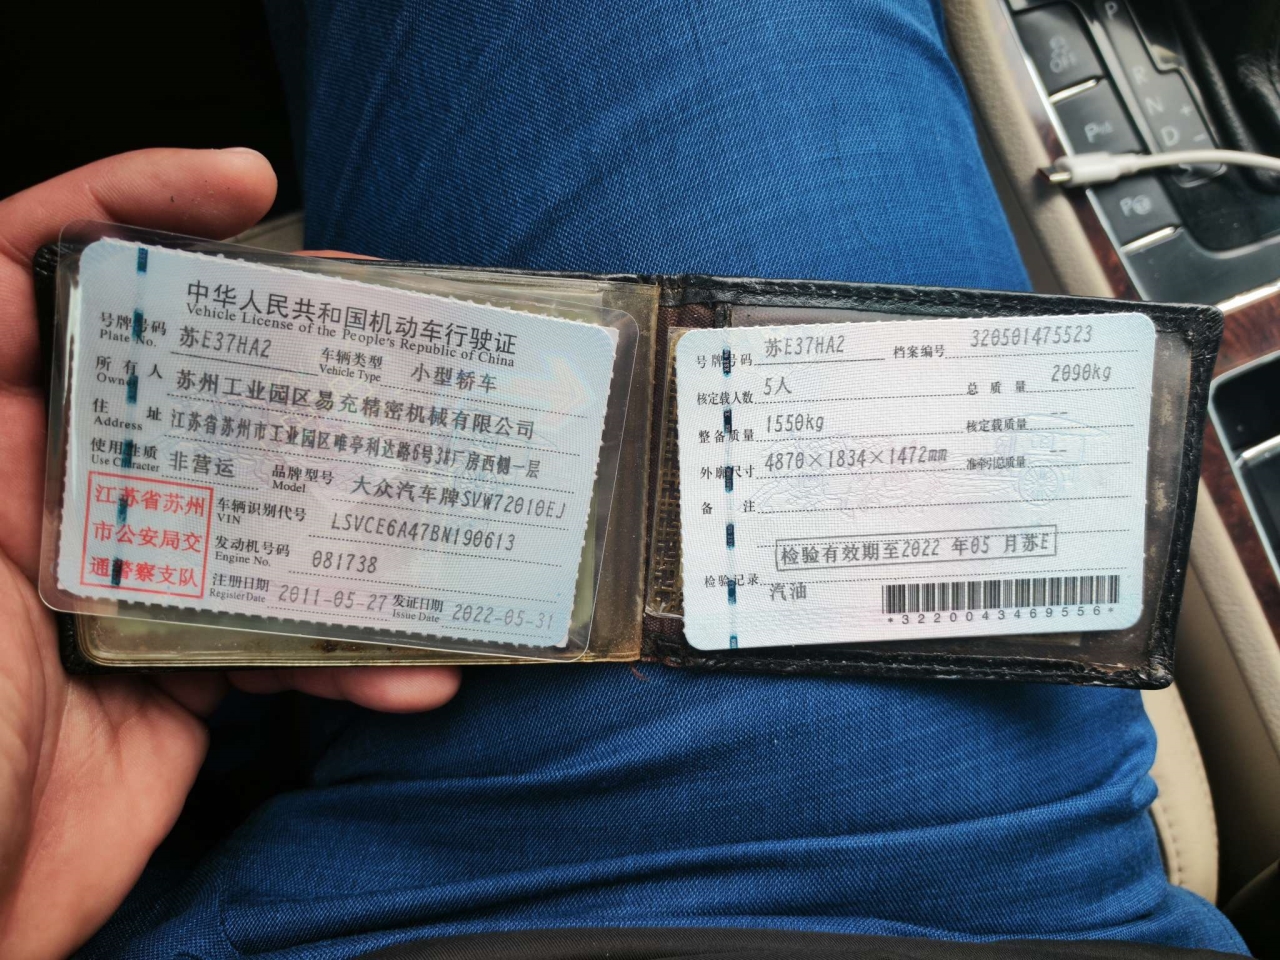 中华人民共和国机动车行驶证
Vehicle License of the People's Republic of China
号牌号码 苏E37HA2 车辆类型 小型轿车
Plate No. Vehicle Type
所有人 苏州工业园区易充精密机械有限公司
Owner
住址 江苏省苏州市工业园区唯亭利达路6号3#厂房西侧一层
Address
使用性质 非营运 品牌型号 大众汽车牌SVW72010EJ
Use Character Model
江苏省苏州
市公安局交
通警察支队
车辆识别代号 LSVCE6A47BN190613
VIN
发动机号码 081738
Engine No.
注册日期 2011-05-27 发证日期 2022-05-31
Register Date Issue Date
号牌号码 苏E37HA2 档案编号 320501475523
核定载人数 5人 总质量 2090kg
整备质量 1550kg 核定载质量 --
外廓尺寸 4870×1834×1472mm 准牵引总质量 --
备注
检验有效期至2022 年05 月苏E
检验记录 汽油
*3220043469556*
OFF
P
R
N +
D -
P
P